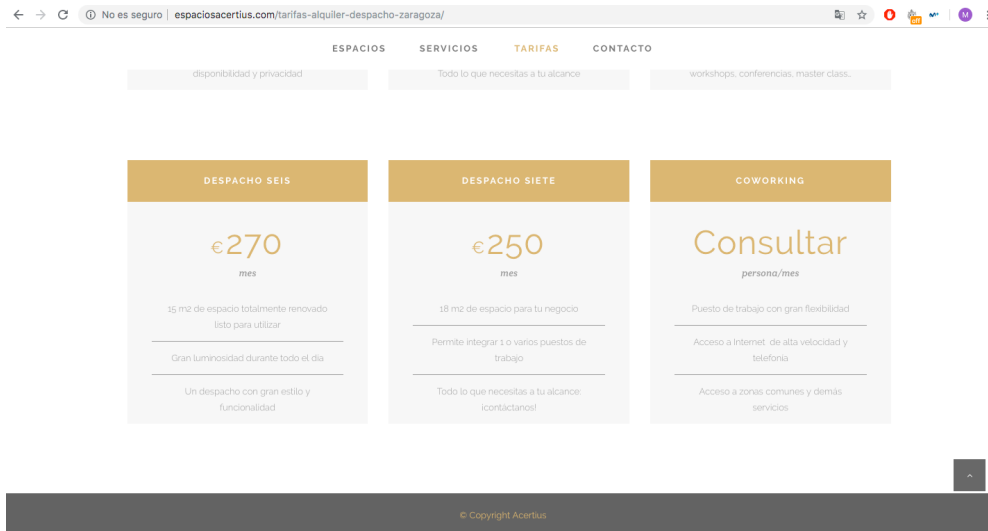 No es seguro | espaciosacertius.com/tarifas-alquiler-despacho-zaragoza/
off
M
ESPACIOS SERVICIOS TARIFAS CONTACTO
disponibilidad y privacidad
Todo lo que necesitas a tu alcance
workshops, conferencias, master class..
DESPACHO SEIS
€270
mes
15 m2 de espacio totalmente renovado
listo para utilizar
Gran luminosidad durante todo el dia
Un despacho con gran estilo y
funcionalidad
DESPACHO SIETE
€250
mes
18 m2 de espacio para tu negocio
Permite integrar 1 o varios puestos de
trabajo
Todo lo que necesitas a tu alcance:
¡contáctanos!
COWORKING
Consultar
persona/mes
Puesto de trabajo con gran flexibilidad
Acceso a Internet de alta velocidad y
telefonía
Acceso a zonas comunes y demás
servicios
© Copyright Acertius